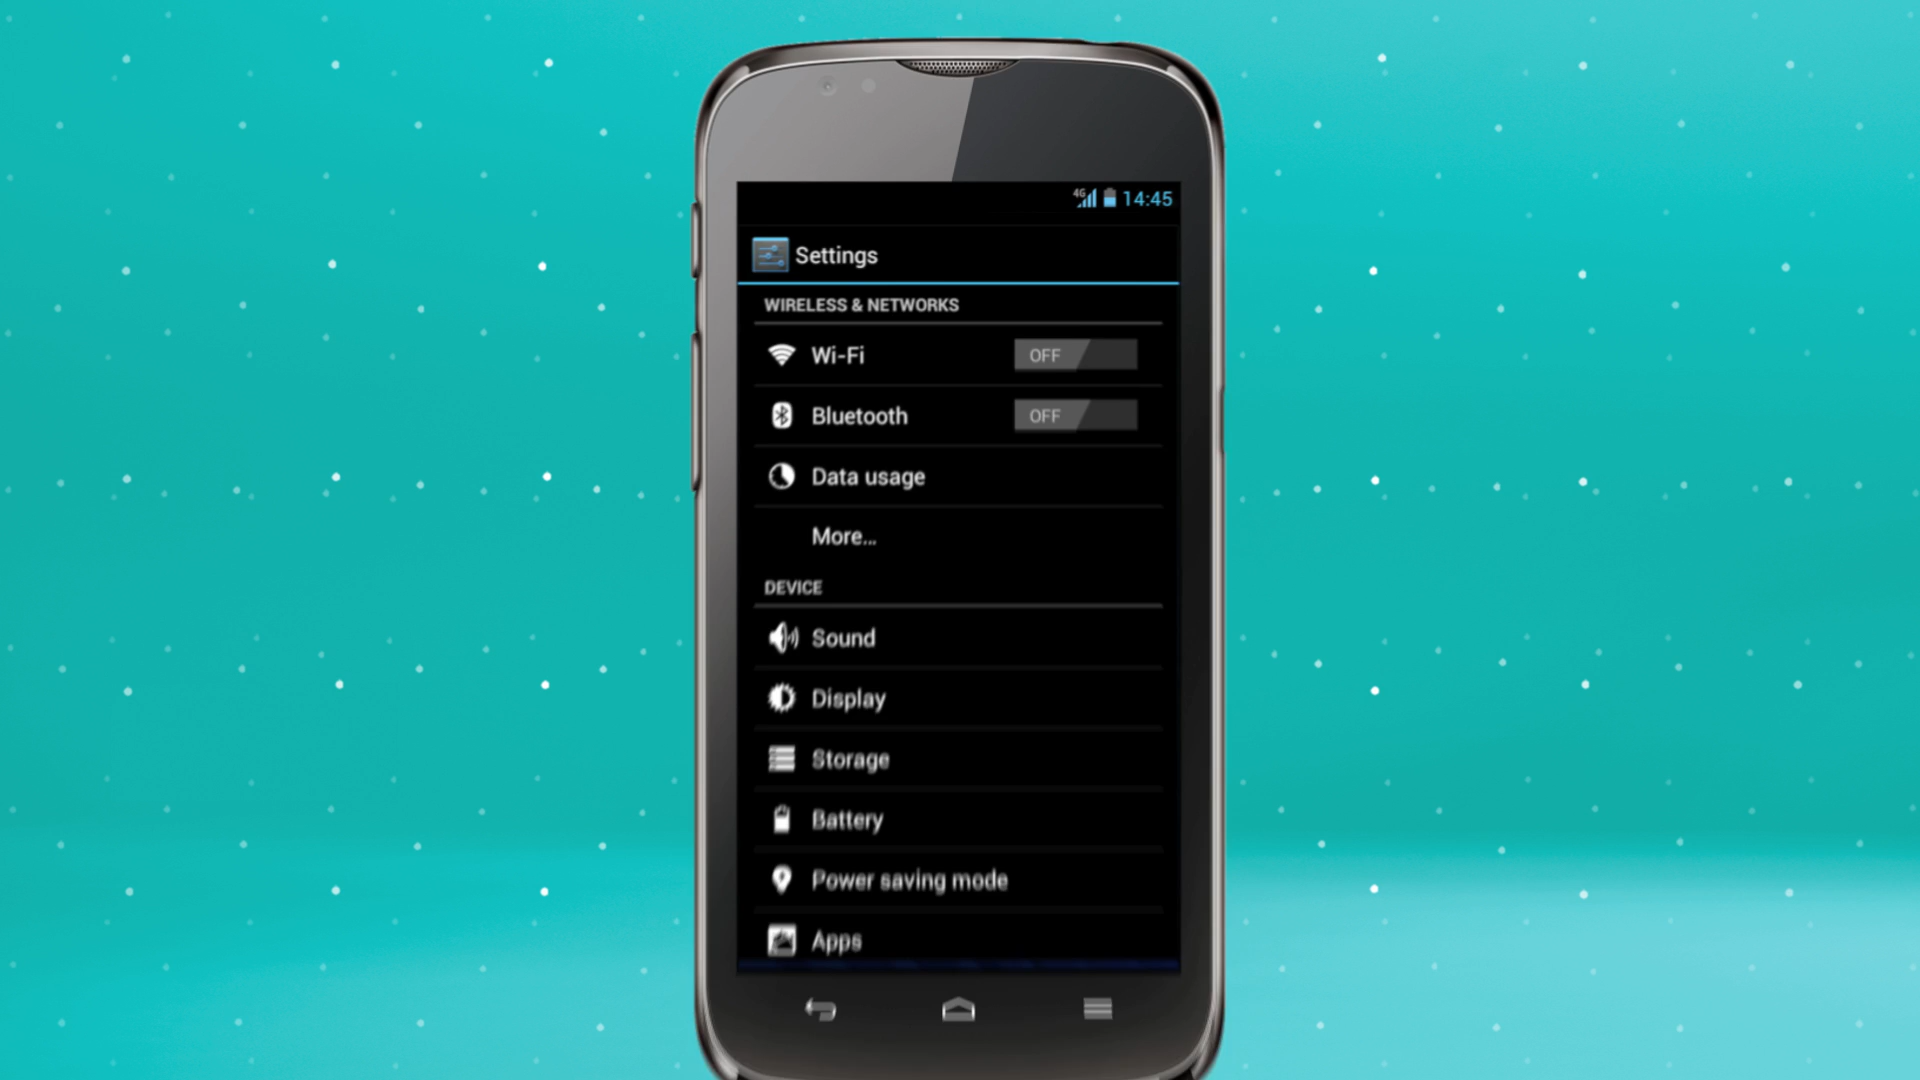 4G 14:45
Settings
WIRELESS & NETWORKS
Wi-Fi OFF
Bluetooth OFF
Data usage
More...
DEVICE
Sound
Display
Storage
Battery
Power saving mode
Apps